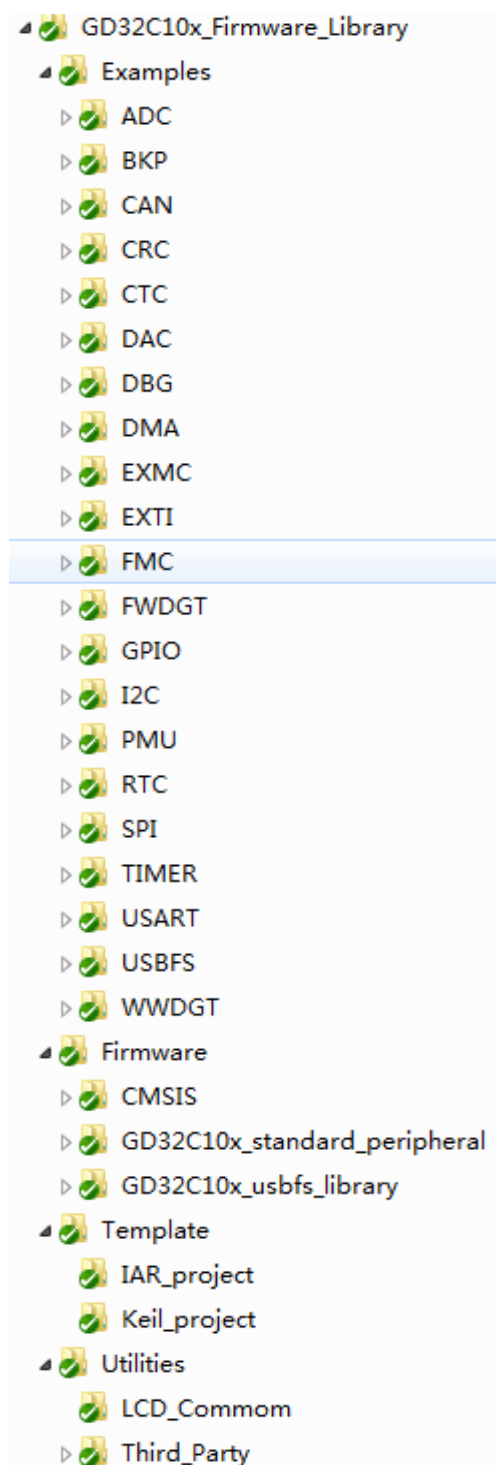 GD32C10x_Firmware_Library
Examples
ADC
BKP
CAN
CRC
CTC
DAC
DBG
DMA
EXMC
EXTI
FMC
FWDGT
GPIO
I2C
PMU
RTC
SPI
TIMER
USART
USBFS
WWDGT
Firmware
CMSIS
GD32C10x_standard_peripheral
GD32C10x_usbfs_library
Template
IAR_project
Keil_project
Utilities
LCD_Commom
Third_Party